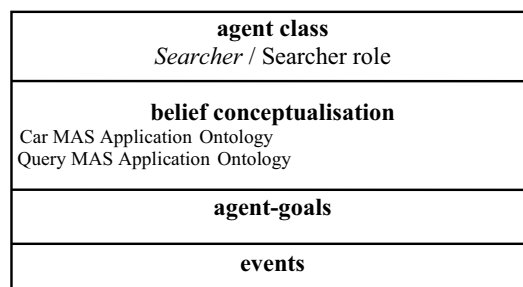 agent class
Searcher / Searcher role
belief conceptualisation
Car MAS Application Ontology
Query MAS Application Ontology
agent-goals
events